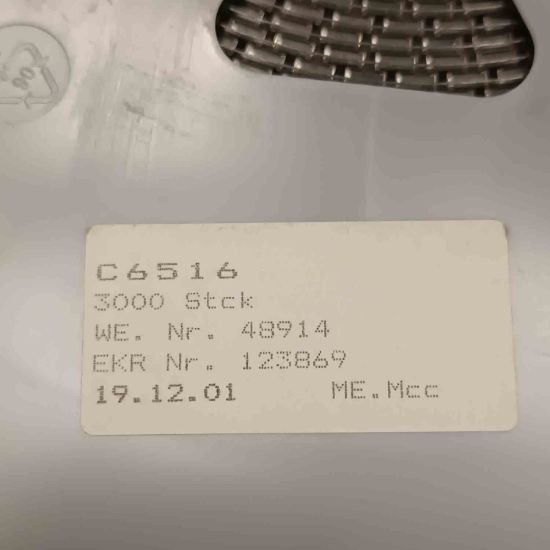 C6516
3000 Stck
WE. Nr. 48914
EKR Nr. 123869
19.12.01 ME.Mcc